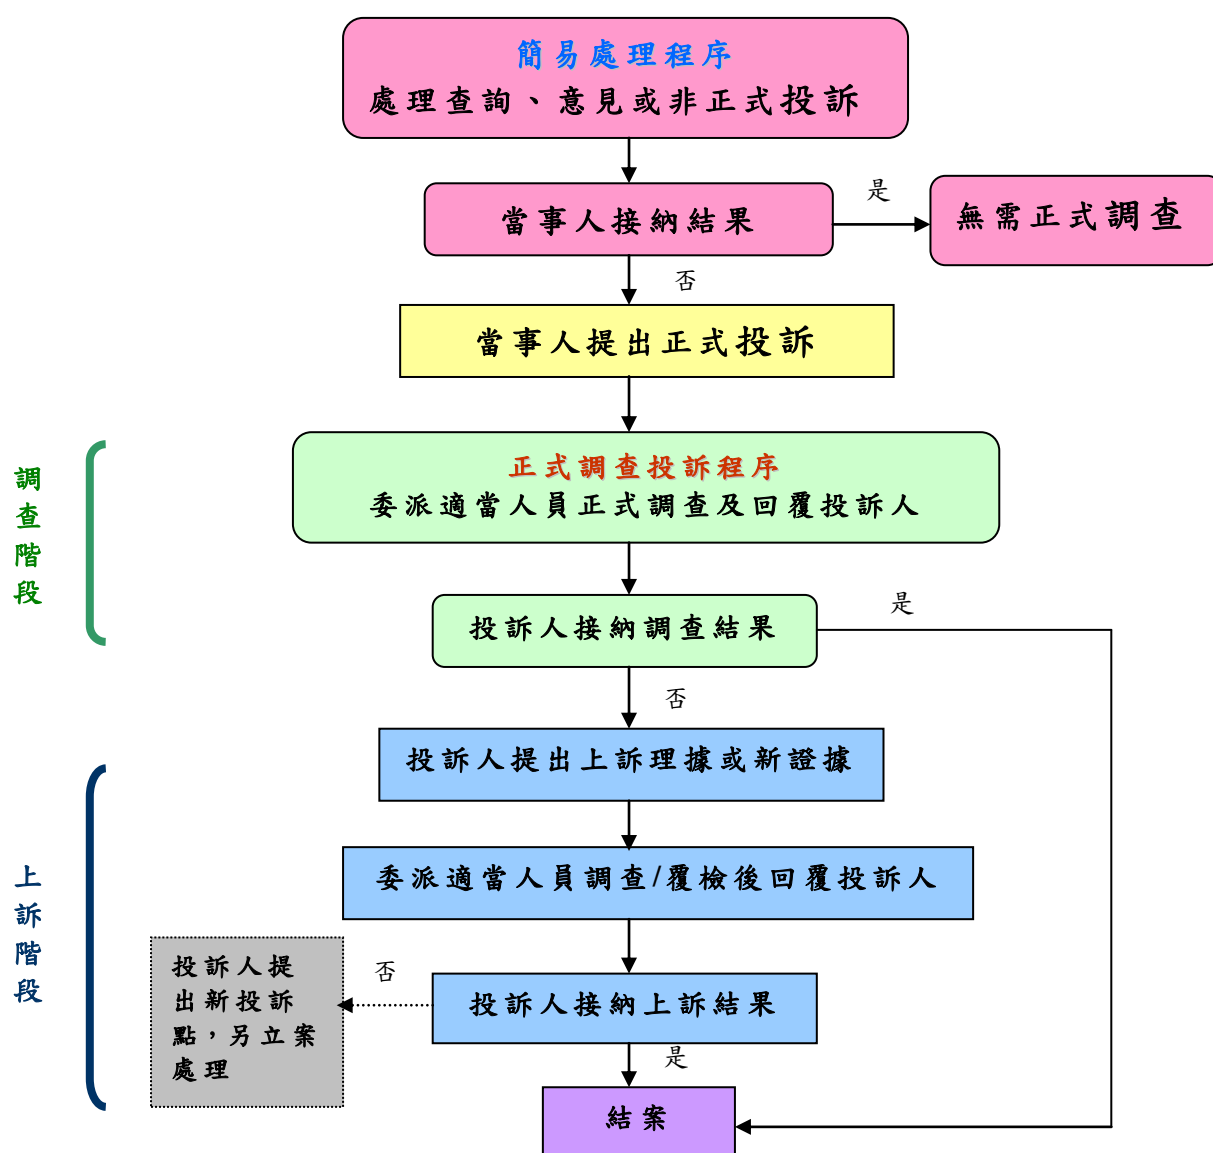 簡易處理程序
處理查詢、意見或非正式投訴
當事人接納結果
是
無需正式調查
否
當事人提出正式投訴
調查階段
正式調查投訴程序
委派適當人員正式調查及回覆投訴人
投訴人接納調查結果
是
否
投訴人提出上訴理據或新證據
上訴階段
委派適當人員調查/覆檢後回覆投訴人
投訴人提
出新投訴
點，另立案
處理
否
投訴人接納上訴結果
是
結案